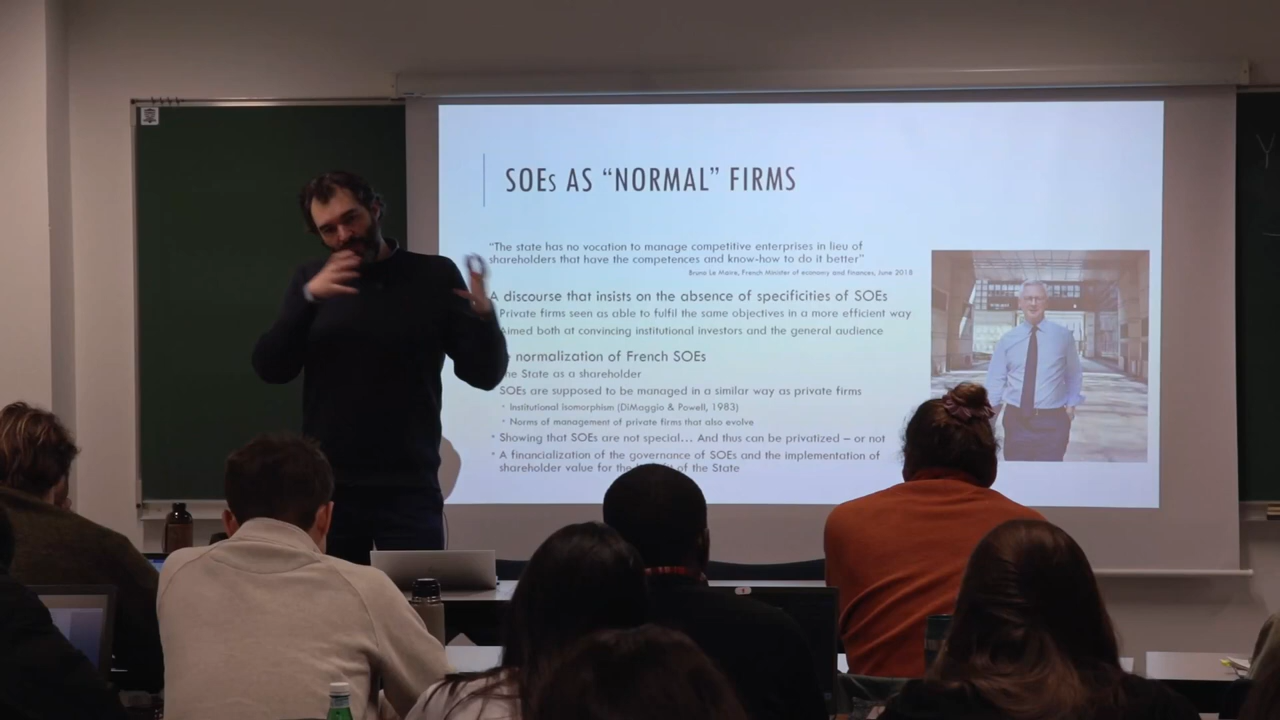 SOEs AS “NORMAL” FIRMS
“The state has no vocation to manage competitive enterprises in lieu of
shareholders that have the competences and know-how to do it better”
Bruno Le Maire, French Minister of economy and finances, June 2018
A discourse that insists on the absence of specificities of SOEs
Private firms seen as able to fulfil the same objectives in a more efficient way
Aimed both at convincing institutional investors and the general audience
normalization of French SOEs
State as a shareholder
SOEs are supposed to be managed in a similar way as private firms
• Institutional isomorphism (DiMaggio & Powell, 1983)
• Norms of management of private firms that also evolve
• Showing that SOEs are not special… And thus can be privatized – or not
• A financialization of the governance of SOEs and the implementation of
shareholder value for the of the State